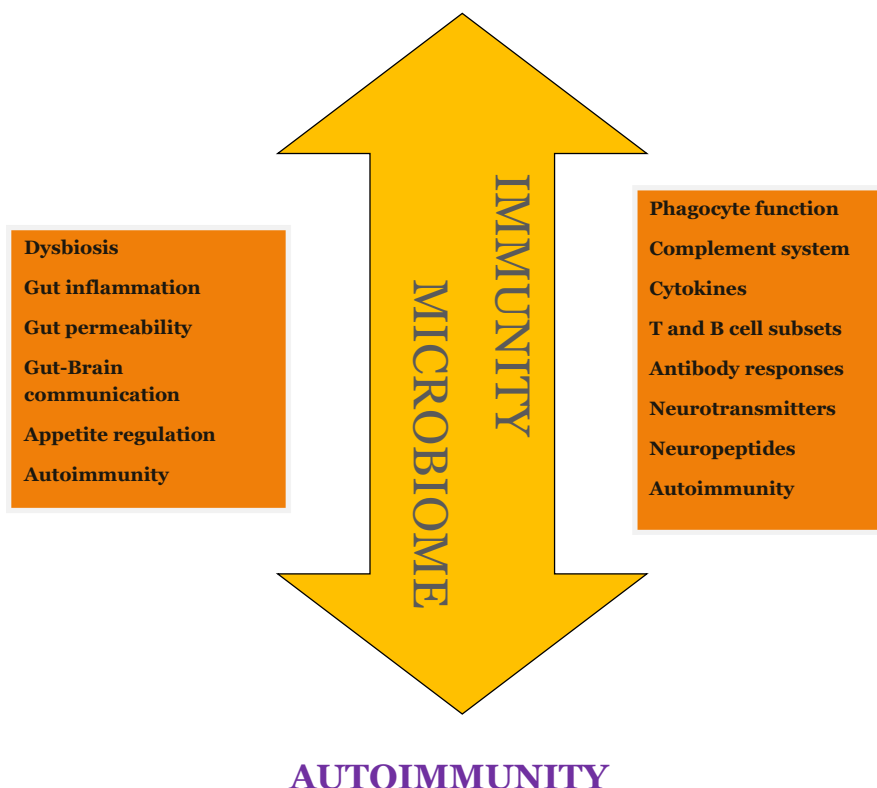 Dysbiosis
Gut inflammation
Gut permeability
Gut-Brain
communication
Appetite regulation
Autoimmunity
MICROBIOME
IMMUNITY
Phagocyte function
Complement system
Cytokines
T and B cell subsets
Antibody responses
Neurotransmitters
Neuropeptides
Autoimmunity
AUTOIMMUNITY